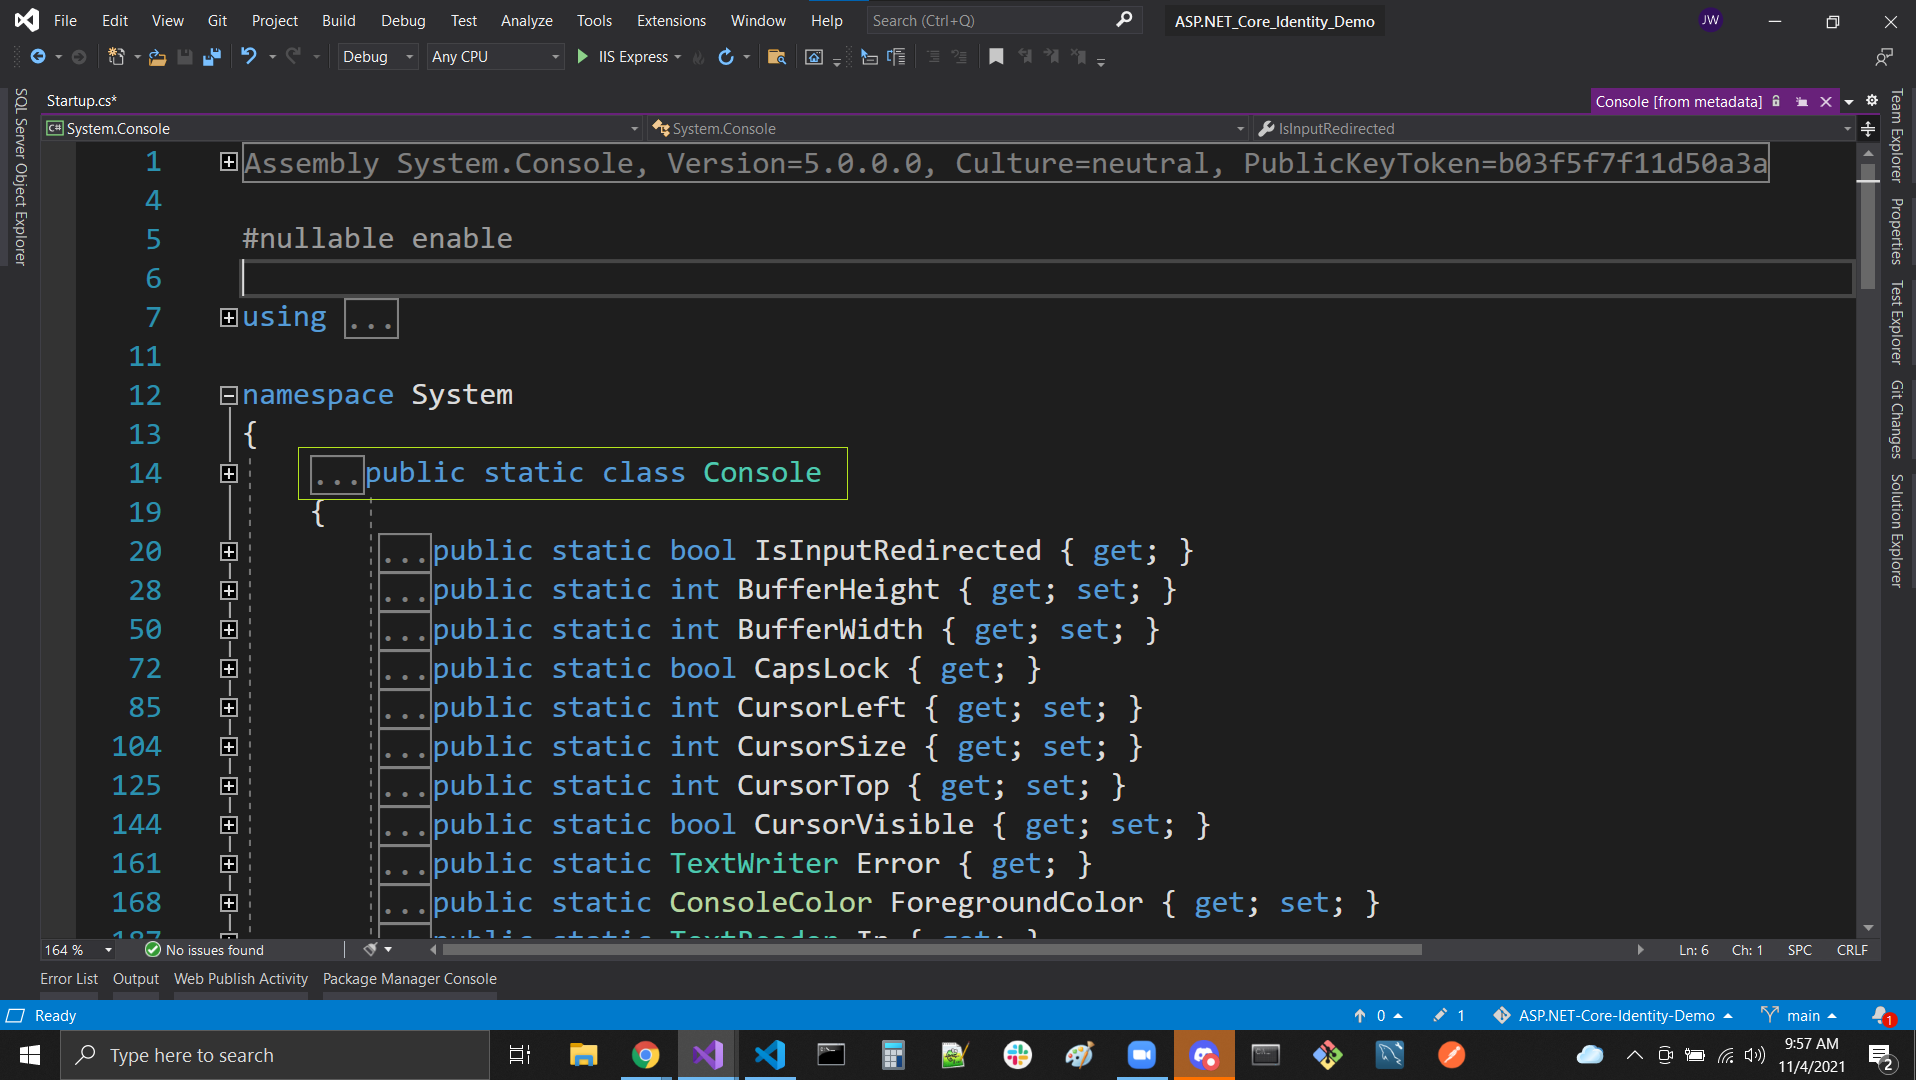 File Edit View Git Project Build Debug Test Analyze Tools Extensions Window Help Search (Ctrl+Q) ASP.NET_Core_Identity_Demo JW
Debug Any CPU IIS Express
Startup.cs* Console [from metadata]
C# System.Console System.Console IsInputRedirected
SQL Server Object Explorer
1 Assembly System.Console, Version=5.0.0.0, Culture=neutral, PublicKeyToken=b03f5f7f11d50a3a
4
5 #nullable enable
6
7 using ...
11
12 namespace System
13 {
14 ...public static class Console
19 {
20 ...public static bool IsInputRedirected { get; }
28 ...public static int BufferHeight { get; set; }
50 ...public static int BufferWidth { get; set; }
72 ...public static bool CapsLock { get; }
85 ...public static int CursorLeft { get; set; }
104 ...public static int CursorSize { get; set; }
125 ...public static int CursorTop { get; set; }
144 ...public static bool CursorVisible { get; set; }
161 ...public static TextWriter Error { get; }
168 ...public static ConsoleColor ForegroundColor { get; set; }
187 ...public static TextReader In { get; }
Team Explorer
Properties
Test Explorer
Git Changes
Solution Explorer
164 % No issues found Ln: 6 Ch: 1 SPC CRLF
Error List Output Web Publish Activity Package Manager Console
Ready 0 1 ASP.NET-Core-Identity-Demo main 1
Type here to search 9:57 AM
11/4/2021 2